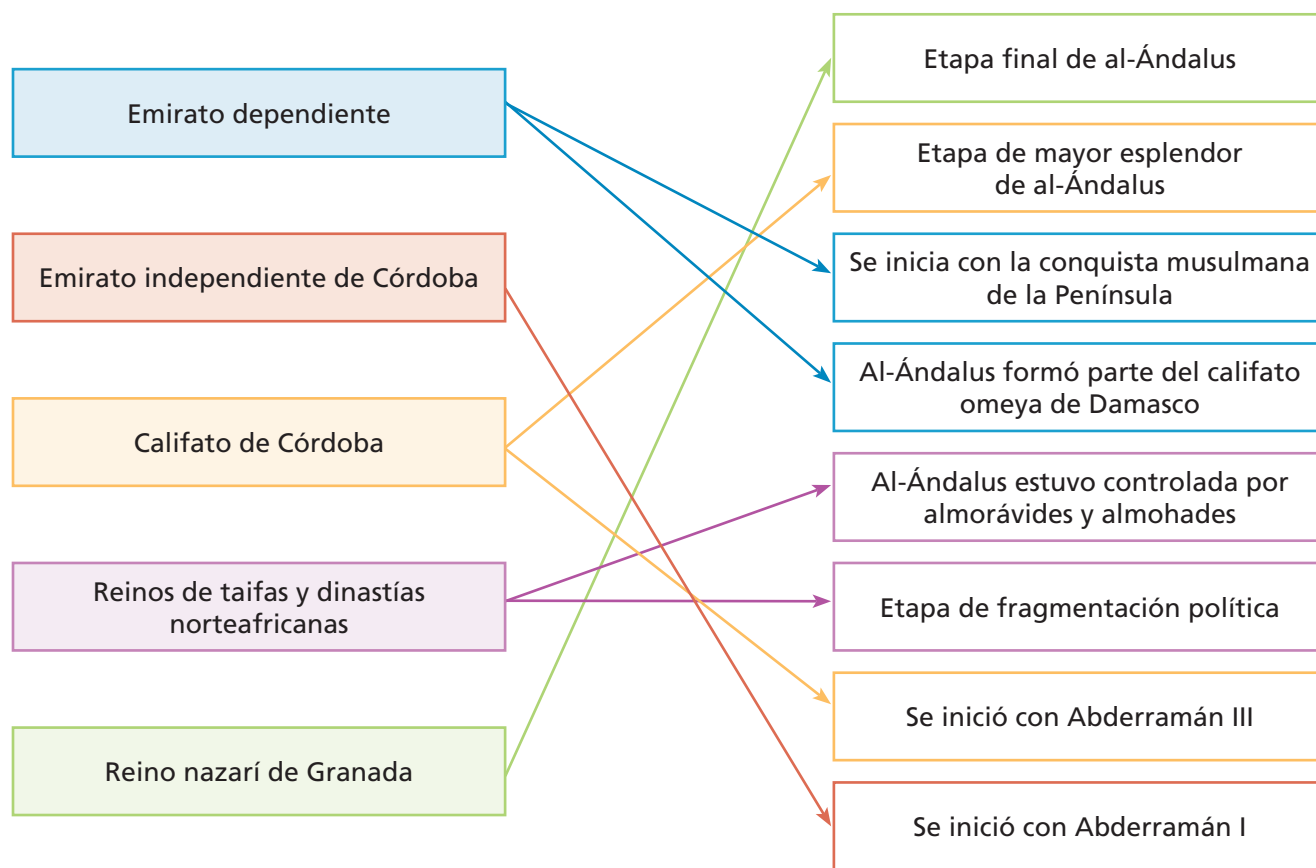 Emirato dependiente
Emirato independiente de Córdoba
Califato de Córdoba
Reinos de taifas y dinastías
norteafricanas
Reino nazarí de Granada
Etapa final de al-Ándalus
Etapa de mayor esplendor
de al-Ándalus
Se inicia con la conquista musulmana
de la Península
Al-Ándalus formó parte del califato
omeya de Damasco
Al-Ándalus estuvo controlada por
almorávides y almohades
Etapa de fragmentación política
Se inició con Abderramán III
Se inició con Abderramán I